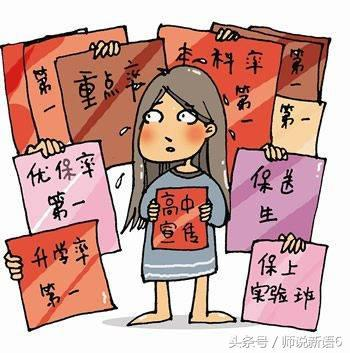 第一
重点率
本科率
第一
第一
第一
优保率
第一
高中
宣传
保送
生
升学率
第一
保上
实验班
头条号 / 师说新语6